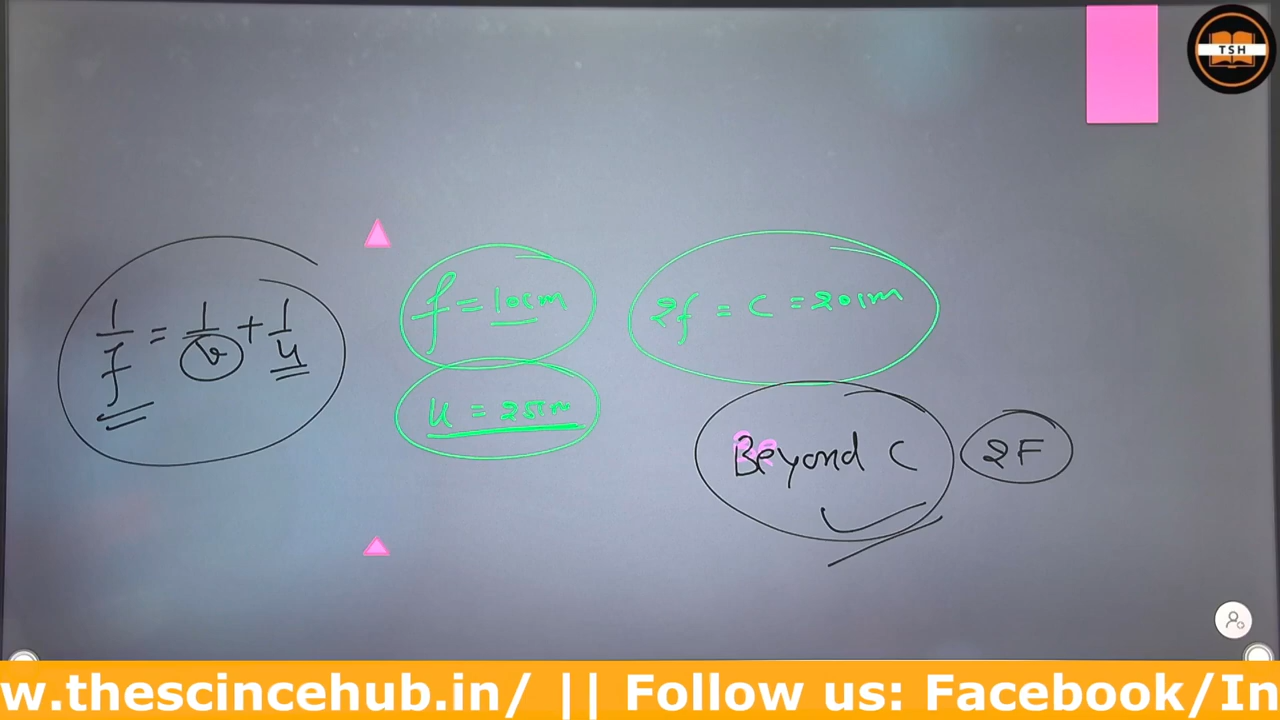 TSH
1/f = 1/v + 1/u
f = 10cm
2f = C = 20cm
u = 25cm
Beyond C
2F
w.thescincehub.in/ || Follow us: Facebook/In